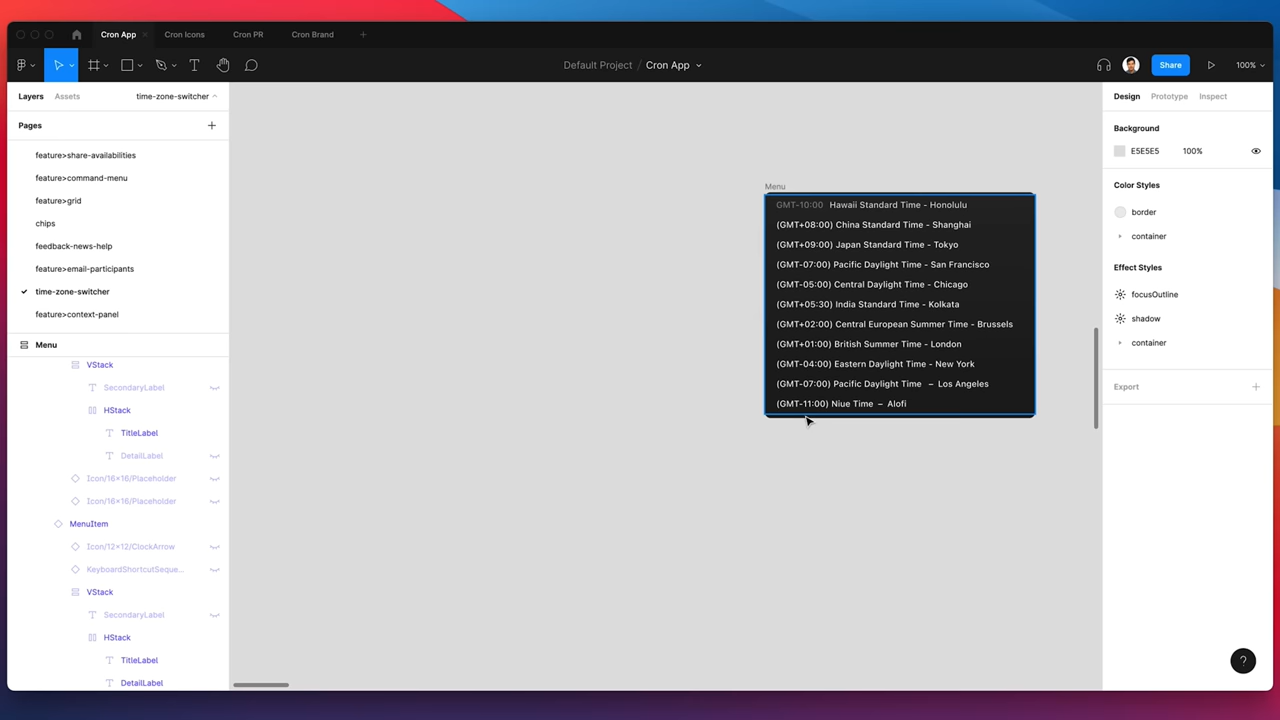 Cron App
Cron Icons
Cron PR
Cron Brand
Default Project / Cron App
Share
100%
Layers
Assets
time-zone-switcher
Pages
feature>share-availabilities
feature>command-menu
feature>grid
chips
feedback-news-help
feature>email-participants
time-zone-switcher
feature>context-panel
Menu
VStack
SecondaryLabel
HStack
TitleLabel
DetailLabel
Icon/16×16/Placeholder
Icon/16×16/Placeholder
MenuItem
Icon/12×12/ClockArrow
KeyboardShortcutSeque...
VStack
SecondaryLabel
HStack
TitleLabel
DetailLabel
Menu
GMT-10:00 Hawaii Standard Time - Honolulu
(GMT+08:00) China Standard Time - Shanghai
(GMT+09:00) Japan Standard Time - Tokyo
(GMT-07:00) Pacific Daylight Time - San Francisco
(GMT-05:00) Central Daylight Time - Chicago
(GMT+05:30) India Standard Time - Kolkata
(GMT+02:00) Central European Summer Time - Brussels
(GMT+01:00) British Summer Time - London
(GMT-04:00) Eastern Daylight Time - New York
(GMT-07:00) Pacific Daylight Time – Los Angeles
(GMT-11:00) Niue Time – Alofi
Design
Prototype
Inspect
Background
E5E5E5
100%
Color Styles
border
container
Effect Styles
focusOutline
shadow
container
Export
?